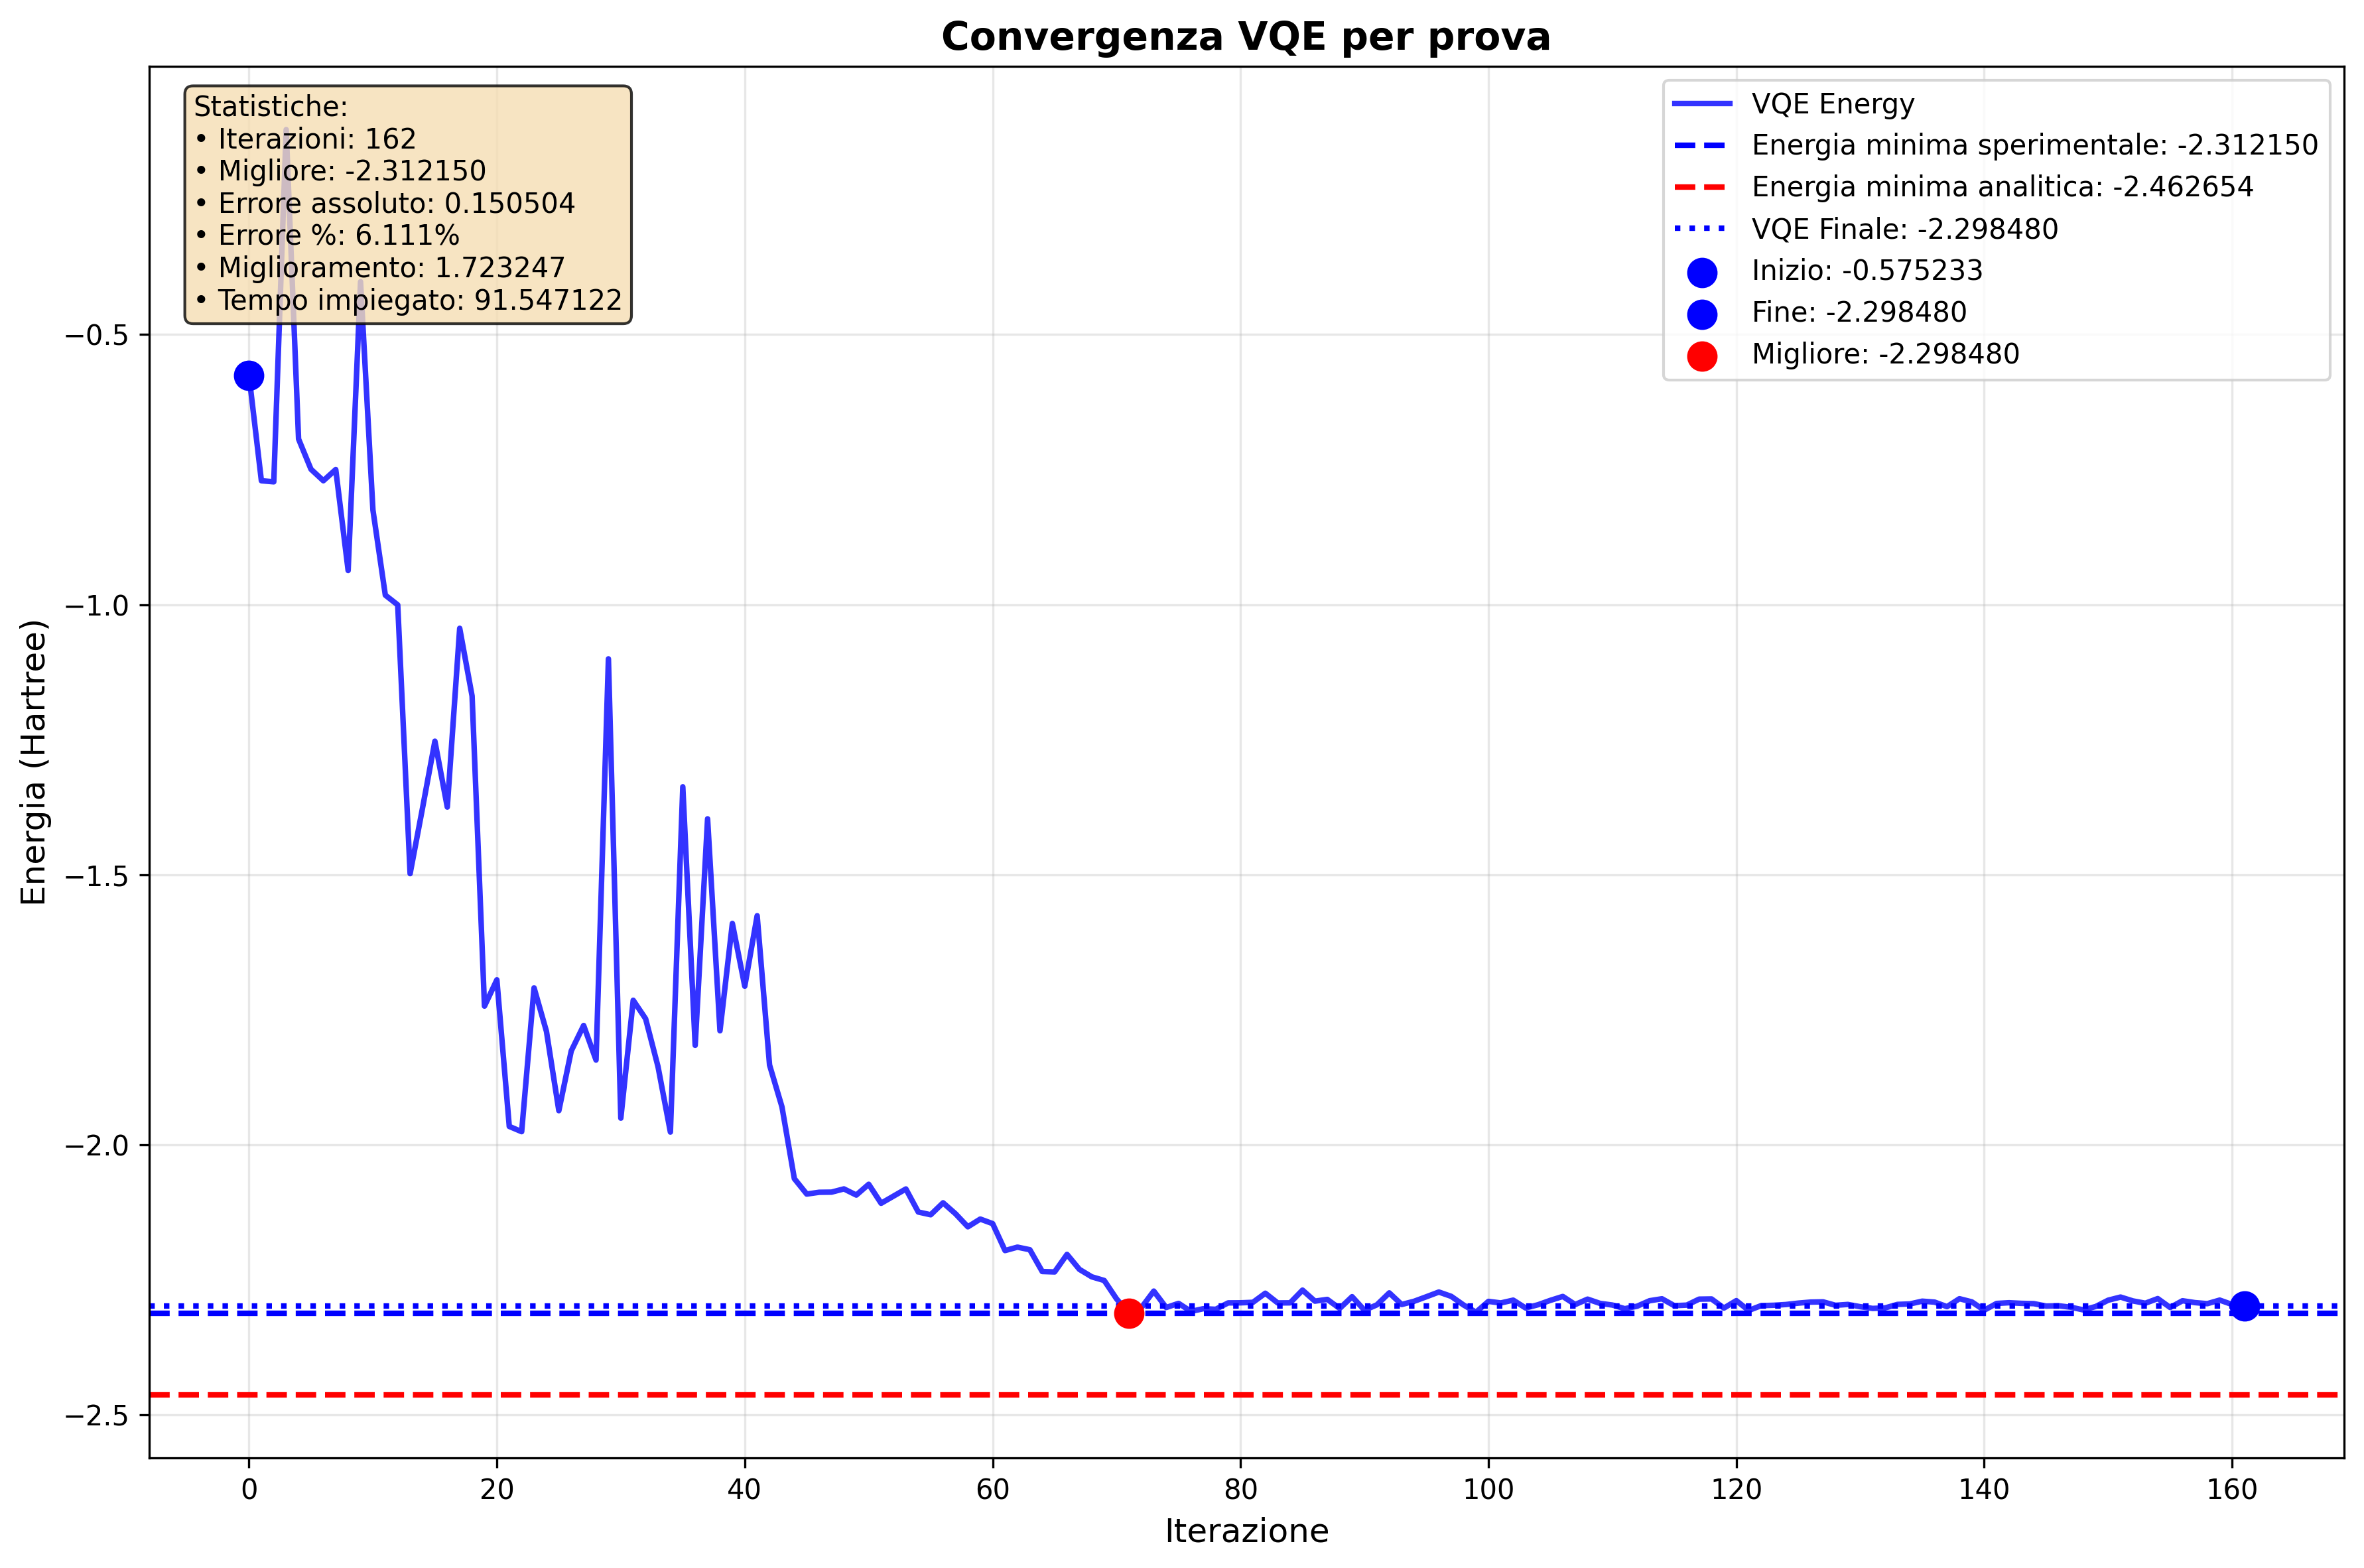 Convergenza VQE per prova
Statistiche:
• Iterazioni: 162
• Migliore: -2.312150
• Errore assoluto: 0.150504
• Errore %: 6.111%
• Miglioramento: 1.723247
• Tempo impiegato: 91.547122
VQE Energy
Energia minima sperimentale: -2.312150
Energia minima analitica: -2.462654
VQE Finale: -2.298480
Inizio: -0.575233
Fine: -2.298480
Migliore: -2.298480
Energia (Hartree)
−0.5
−1.0
−1.5
−2.0
−2.5
0 20 40 60 80 100 120 140 160
Iterazione